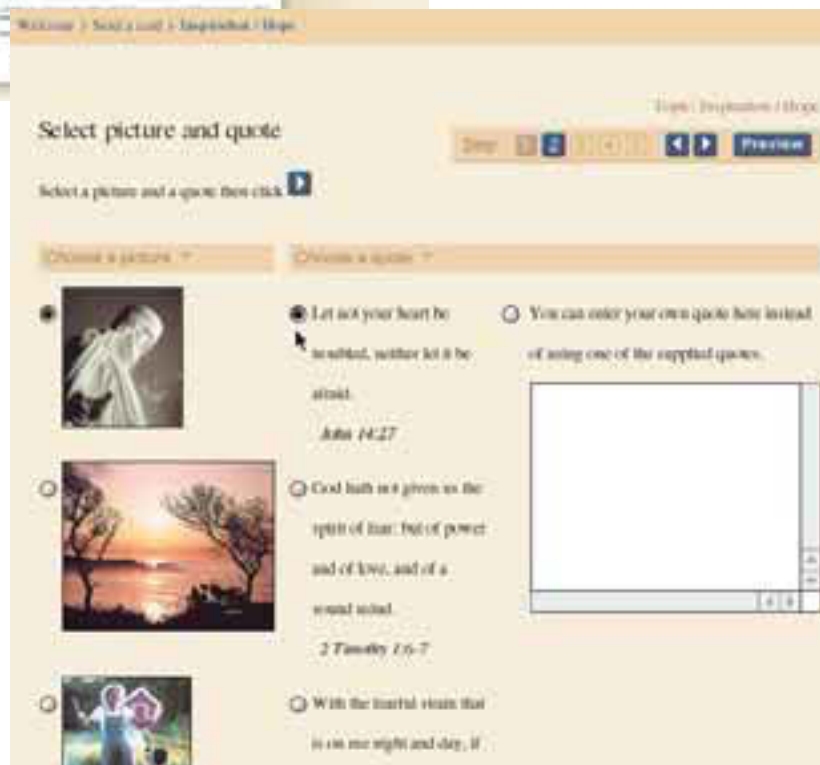 Welcome > Send a card > Inspiration / Hope
Topic: Inspiration / Hope
Select picture and quote
Step 2 Preview
Select a picture and a quote then click
Choose a picture
Choose a quote
Let not your heart be
troubled, neither let it be
afraid.
John 14:27
God hath not given us the
spirit of fear; but of power
and of love, and of a
sound mind.
2 Timothy 1:6-7
With the fearful strain that
is on me night and day, if
You can enter your own quote here instead
of using one of the supplied quotes.